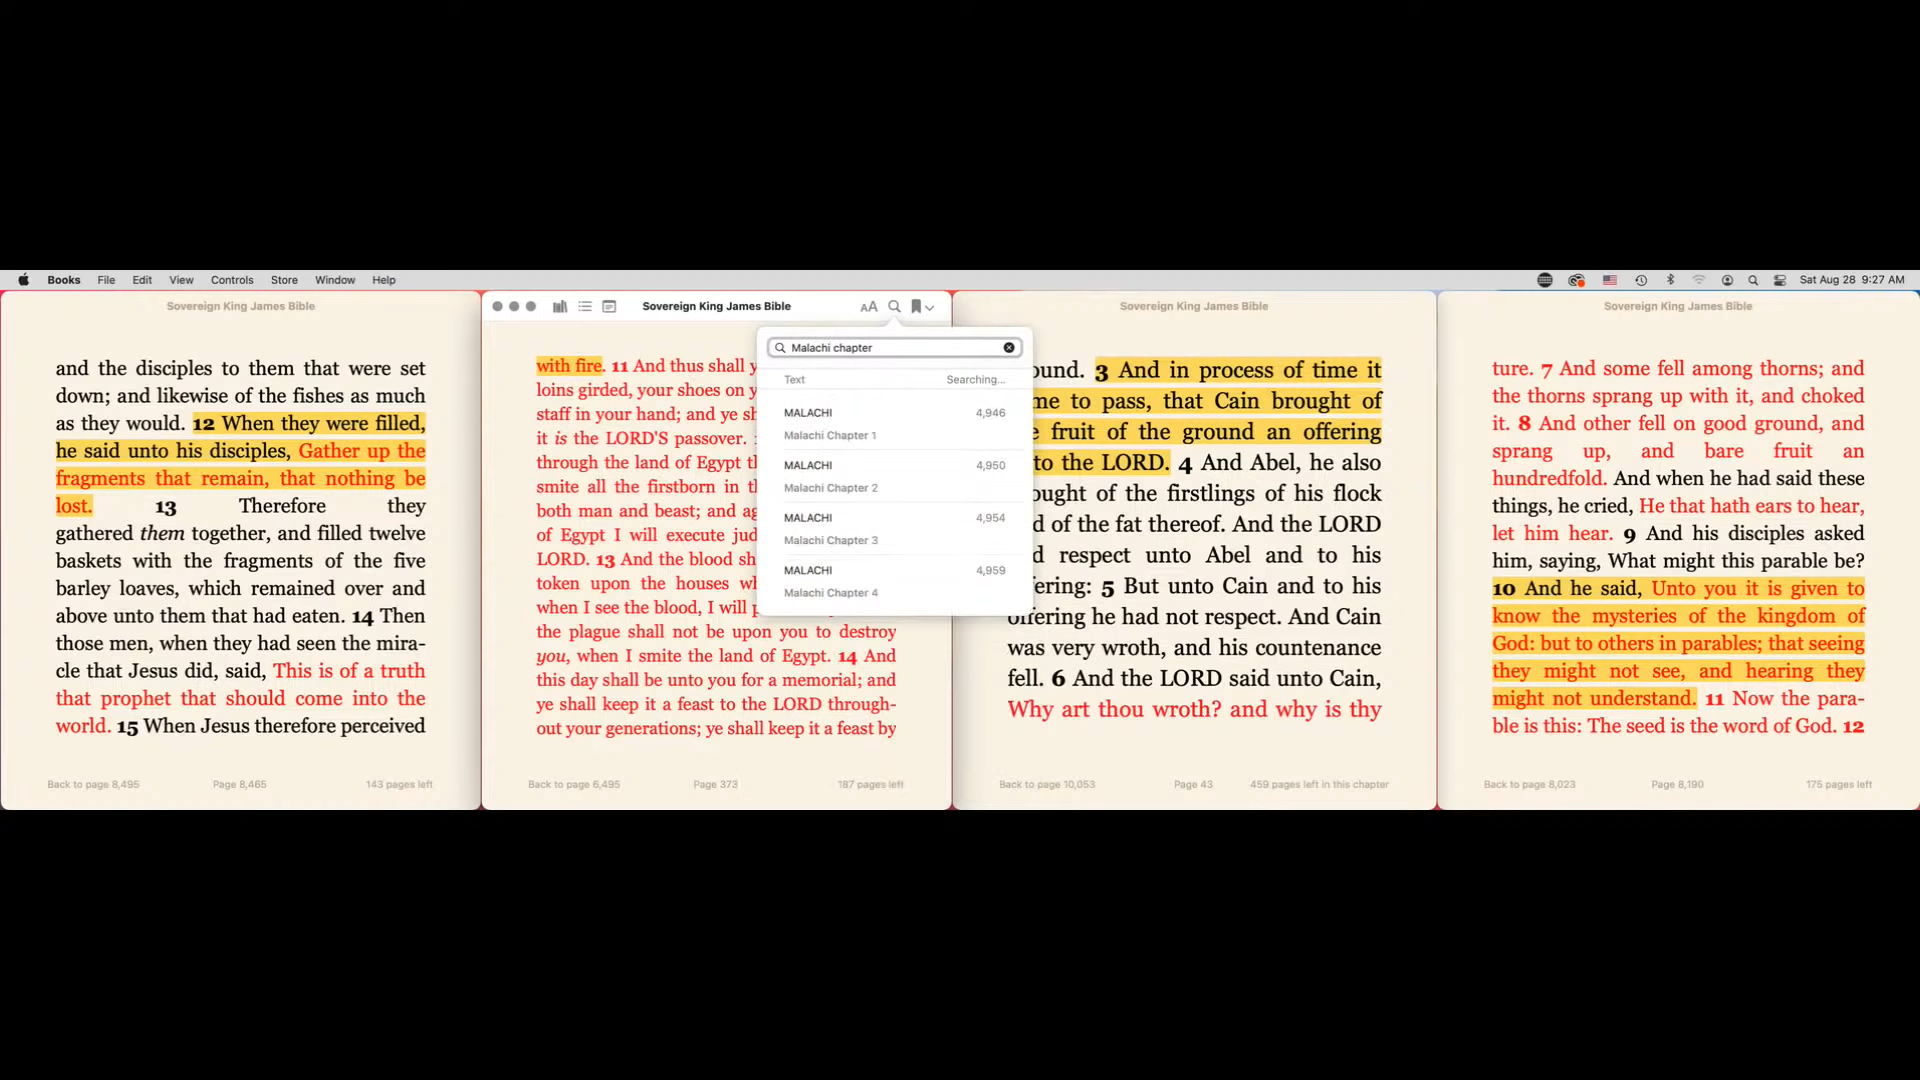 Books File Edit View Controls Store Window Help Sat Aug 28 9:27 AM
Sovereign King James Bible
and the disciples to them that were set
down; and likewise of the fishes as much
as they would. 12 When they were filled,
he said unto his disciples, Gather up the
fragments that remain, that nothing be
lost. 13 Therefore they
gathered them together, and filled twelve
baskets with the fragments of the five
barley loaves, which remained over and
above unto them that had eaten. 14 Then
those men, when they had seen the mira-
cle that Jesus did, said, This is of a truth
that prophet that should come into the
world. 15 When Jesus therefore perceived
Back to page 8,495 Page 8,465 143 pages left
Sovereign King James Bible
AA
with fire. 11 And thus shall y
loins girded, your shoes on y
staff in your hand; and ye sh
it is the LORD'S passover.
through the land of Egypt th
smite all the firstborn in th
both man and beast; and ag
of Egypt I will execute jud
LORD. 13 And the blood sh
token upon the houses wh
when I see the blood, I will p
the plague shall not be upon you to destroy
you, when I smite the land of Egypt. 14 And
this day shall be unto you for a memorial; and
ye shall keep it a feast to the LORD through-
out your generations; ye shall keep it a feast by
Back to page 6,495 Page 373 187 pages left
Malachi chapter
Text Searching...
MALACHI 4,946
Malachi Chapter 1
MALACHI 4,950
Malachi Chapter 2
MALACHI 4,954
Malachi Chapter 3
MALACHI 4,959
Malachi Chapter 4
Sovereign King James Bible
ound. 3 And in process of time it
me to pass, that Cain brought of
e fruit of the ground an offering
to the LORD. 4 And Abel, he also
ought of the firstlings of his flock
d of the fat thereof. And the LORD
d respect unto Abel and to his
fering: 5 But unto Cain and to his
offering he had not respect. And Cain
was very wroth, and his countenance
fell. 6 And the LORD said unto Cain,
Why art thou wroth? and why is thy
Back to page 10,053 Page 43 459 pages left in this chapter
Sovereign King James Bible
ture. 7 And some fell among thorns; and
the thorns sprang up with it, and choked
it. 8 And other fell on good ground, and
sprang up, and bare fruit an
hundredfold. And when he had said these
things, he cried, He that hath ears to hear,
let him hear. 9 And his disciples asked
him, saying, What might this parable be?
10 And he said, Unto you it is given to
know the mysteries of the kingdom of
God: but to others in parables; that seeing
they might not see, and hearing they
might not understand. 11 Now the para-
ble is this: The seed is the word of God. 12
Back to page 8,023 Page 8,190 175 pages left